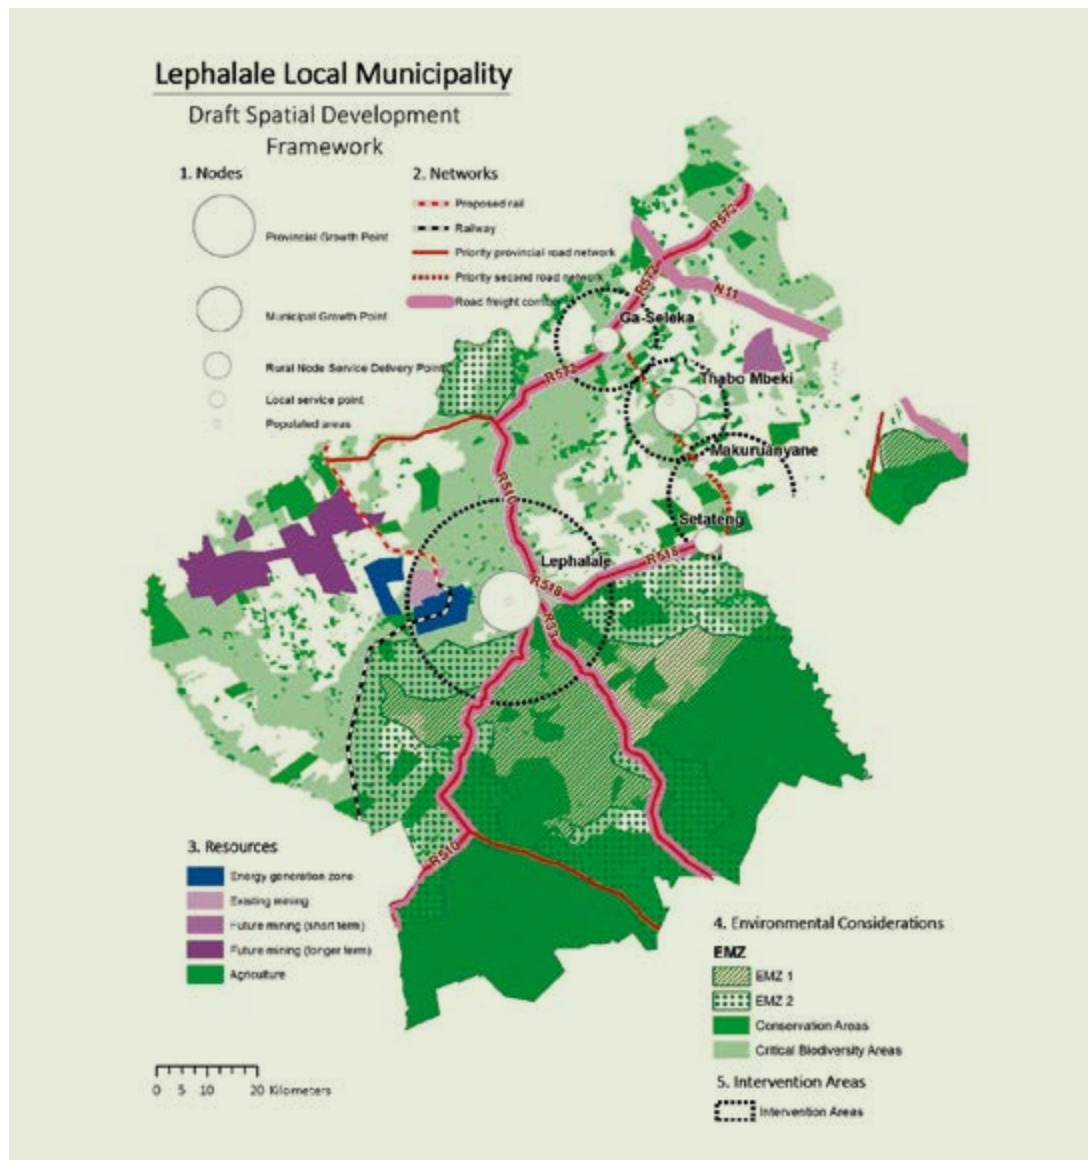 Lephalale Local Municipality
Draft Spatial Development
Framework
1. Nodes
Provincial Growth Point
Municipal Growth Point
Rural Node Service Delivery Point
Local service point
Populated areas
2. Networks
Proposed rail
Railway
Priority provincial road network
Priority second road network
Road freight
R572
R572
N11
Ga-Seleka
R572
Thabo Mbeki
Makuruanyane
R510
Setateng
Lephalale
R518
R518
R33
R510
3. Resources
Energy generation zone
Existing mining
Future mining (short term)
Future mining (longer term)
Agriculture
0 5 10 20 Kilometers
4. Environmental Considerations
EMZ
EMZ 1
EMZ 2
Conservation Areas
Critical Biodiversity Areas
5. Intervention Areas
Intervention Areas